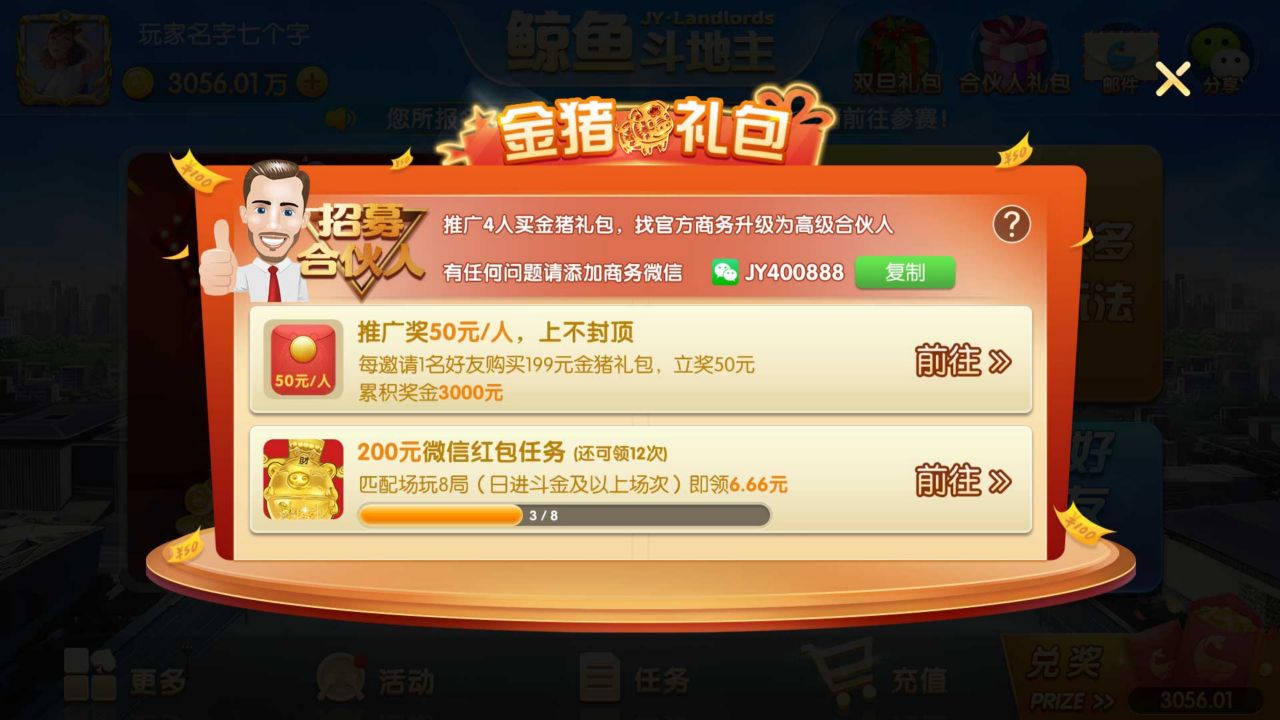 玩家名字七个字
3056.01万
鲸鱼
JY·Landlords
斗地主
双旦礼包
合伙人礼包
邮件
分享
您所报
前往参赛!
金猪礼包
¥100
¥50
招募
合伙人
推广4人买金猪礼包，找官方商务升级为高级合伙人
?
有任何问题请添加商务微信
JY400888
复制
推广奖50元/人，上不封顶
每邀请1名好友购买199元金猪礼包，立奖50元
累积奖金3000元
50元/人
前往
财
200元微信红包任务 (还可领12次)
匹配场玩8局（日进斗金及以上场次）即领6.66元
3 / 8
前往
¥50
¥100
多
法
好
友
更多
活动
任务
充值
兑奖
PRIZE >>
3056.01